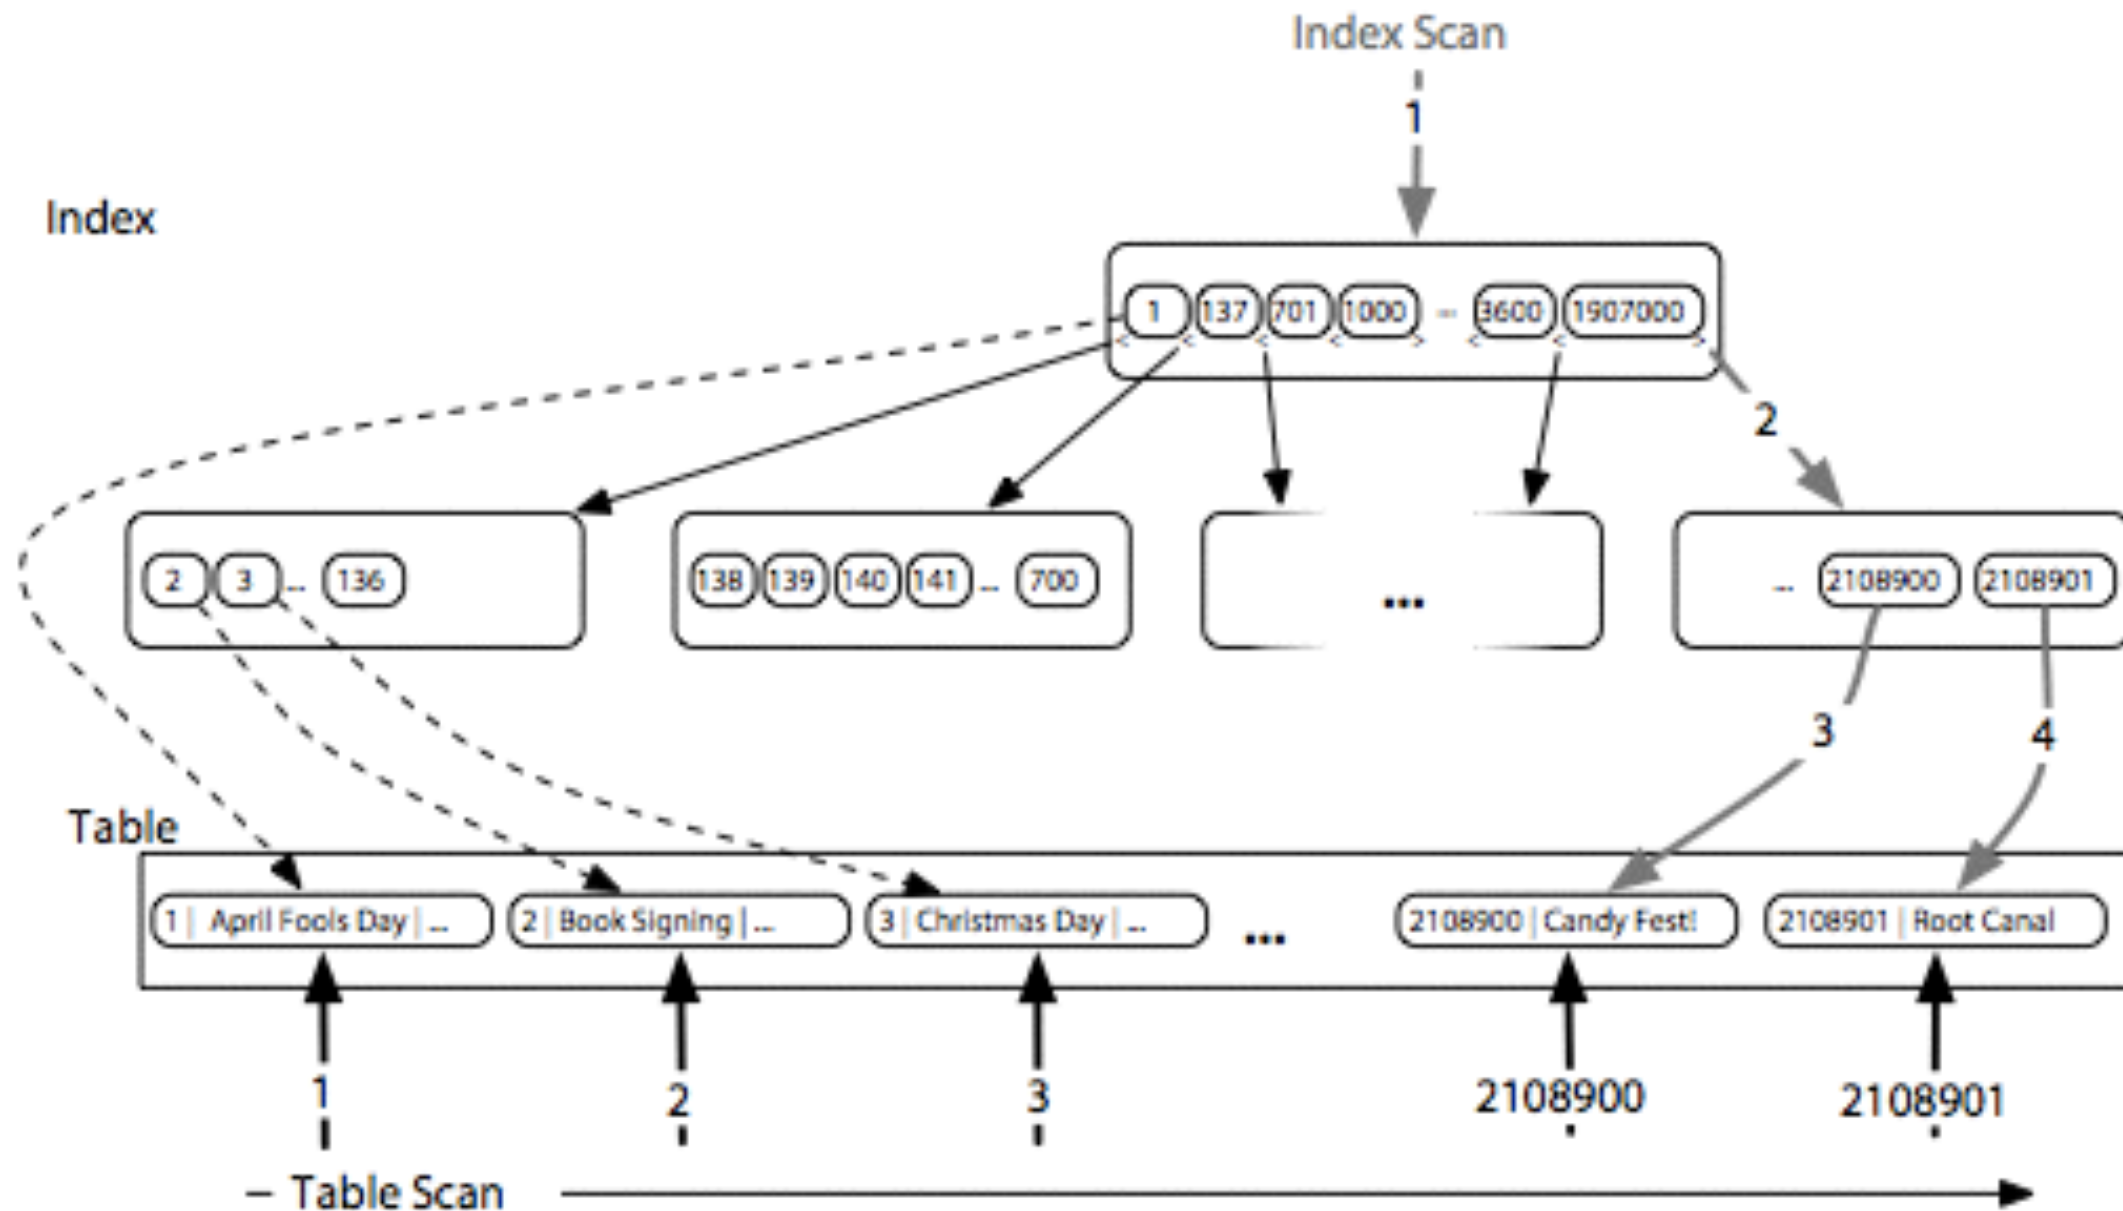 Index Scan
1
Index
1 137 701 1000 ... 3600 1907000
< < < < > < < >
2
2 3 ... 136
138 139 140 141 ... 700
...
... 2108900 2108901
3 4
Table
1 | April Fools Day | ...
2 | Book Signing | ...
3 | Christmas Day | ...
...
2108900 | Candy Fest!
2108901 | Root Canal
1 2 3 2108900 2108901
Table Scan